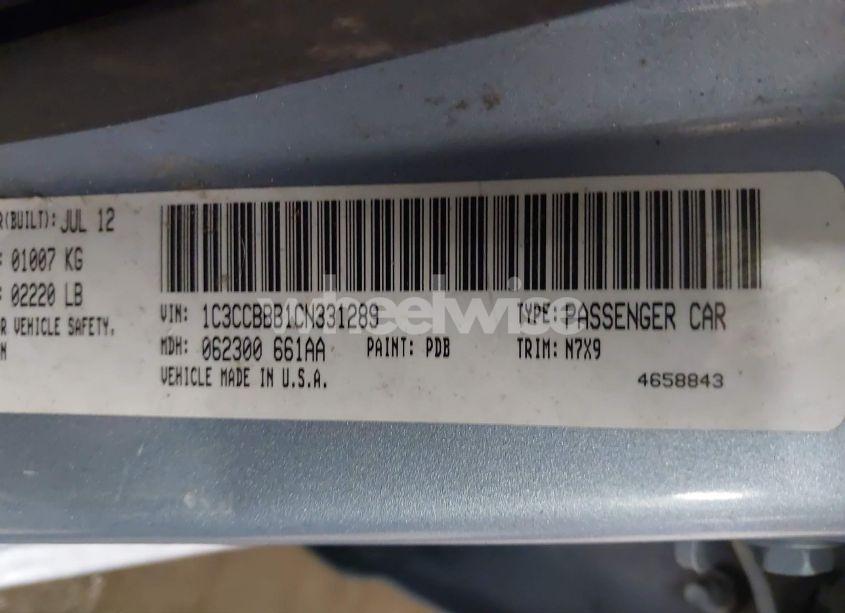 R(BUILT): JUL 12
: 01007 KG
: 02220 LB
R VEHICLE SAFETY,
N
VIN: 1C3CCBBB1CN331289 TYPE: PASSENGER CAR
MDH: 062300 661AA PAINT: PDB TRIM: N7X9
VEHICLE MADE IN U.S.A. 4658843
wheelwise